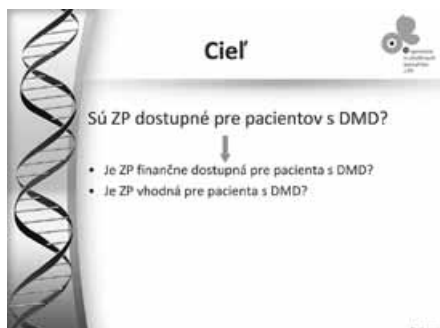 Cieľ
Sú ZP dostupné pre pacientov s DMD?
• Je ZP finančne dostupná pre pacienta s DMD?
• Je ZP vhodná pre pacienta s DMD?